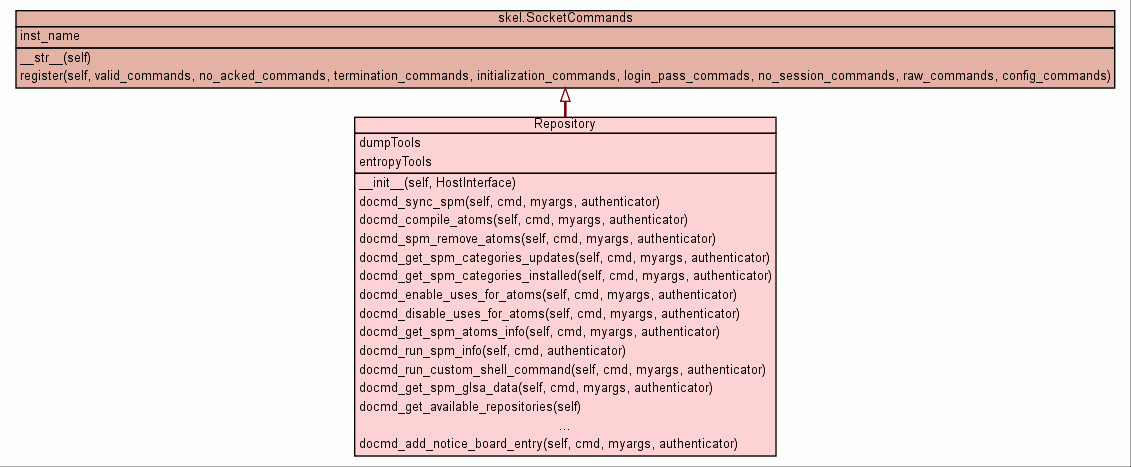 skel.SocketCommands
inst_name
__str__(self)
register(self, valid_commands, no_acked_commands, termination_commands, initialization_commands, login_pass_commads, no_session_commands, raw_commands, config_commands)
Repository
dumpTools
entropyTools
__init__(self, HostInterface)
docmd_sync_spm(self, cmd, myargs, authenticator)
docmd_compile_atoms(self, cmd, myargs, authenticator)
docmd_spm_remove_atoms(self, cmd, myargs, authenticator)
docmd_get_spm_categories_updates(self, cmd, myargs, authenticator)
docmd_get_spm_categories_installed(self, cmd, myargs, authenticator)
docmd_enable_uses_for_atoms(self, cmd, myargs, authenticator)
docmd_disable_uses_for_atoms(self, cmd, myargs, authenticator)
docmd_get_spm_atoms_info(self, cmd, myargs, authenticator)
docmd_run_spm_info(self, cmd, authenticator)
docmd_run_custom_shell_command(self, cmd, myargs, authenticator)
docmd_get_spm_glsa_data(self, cmd, myargs, authenticator)
docmd_get_available_repositories(self)
...
docmd_add_notice_board_entry(self, cmd, myargs, authenticator)